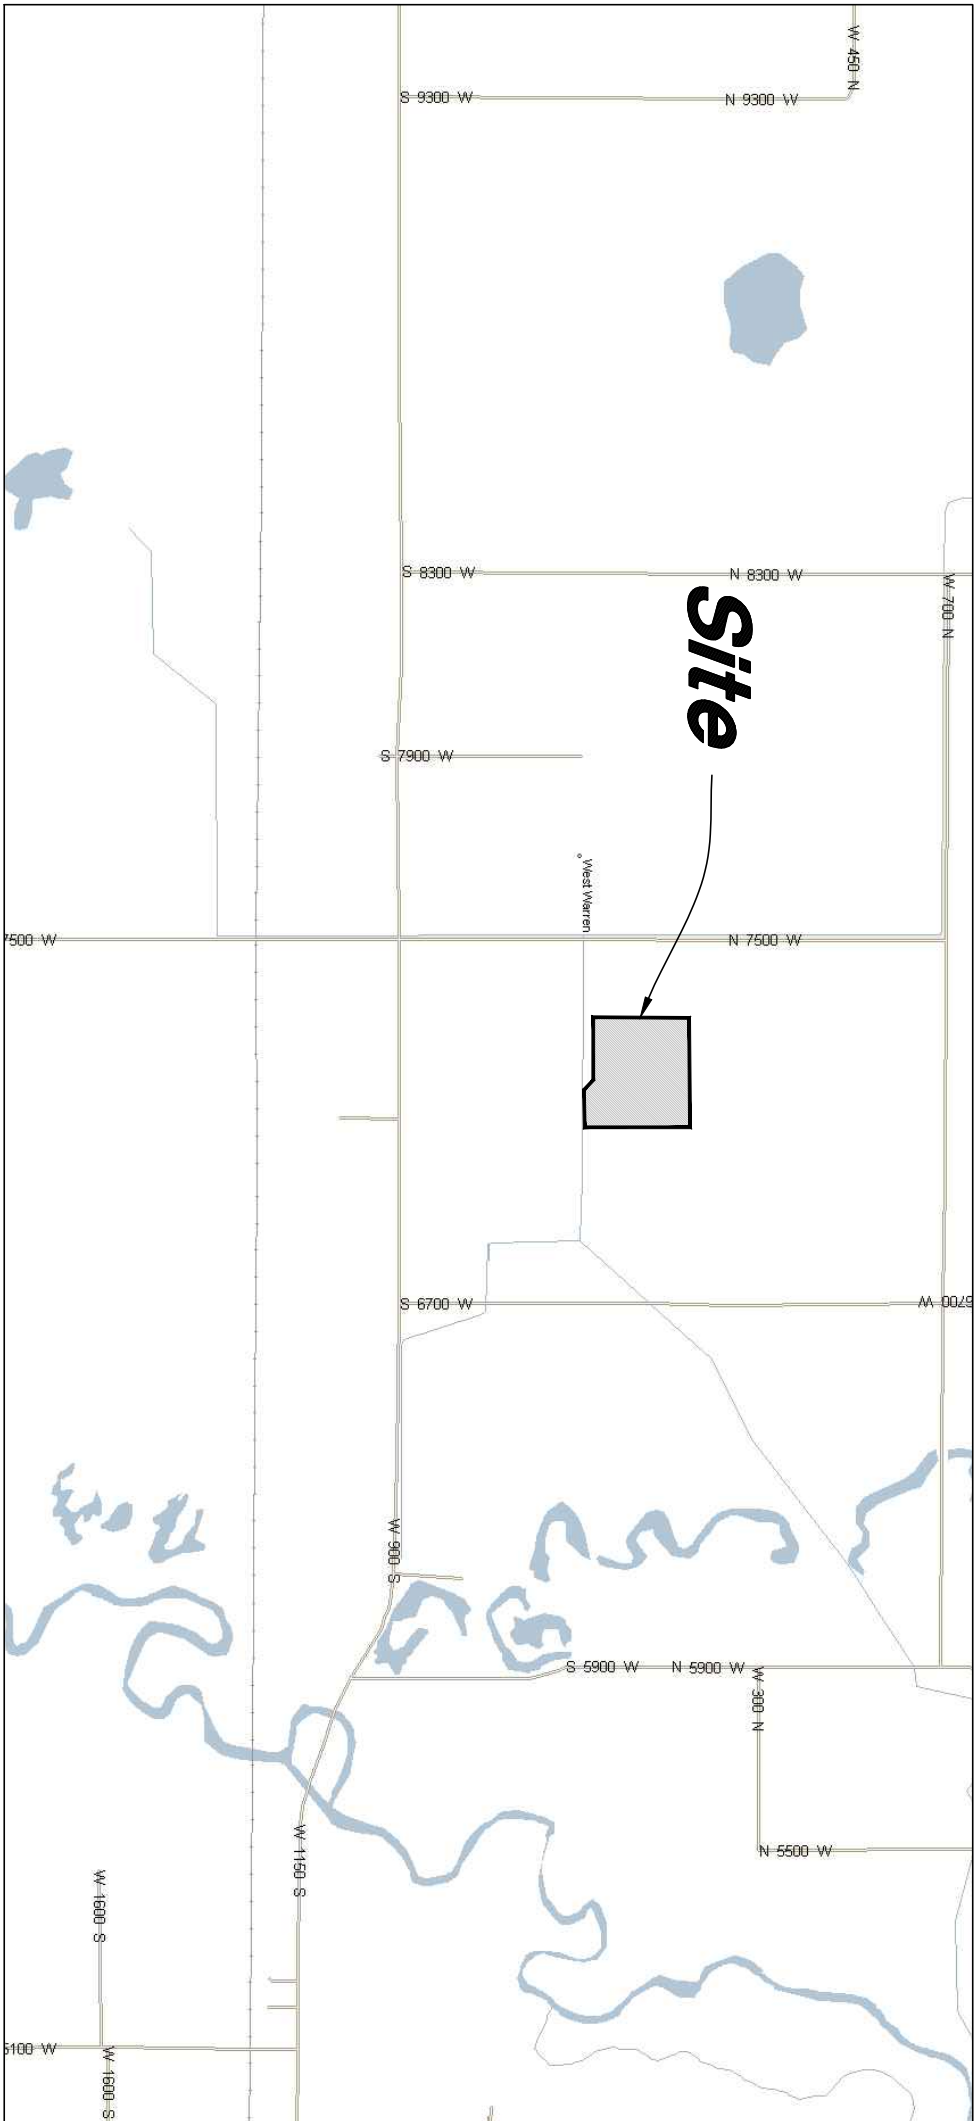 W 450 N
S 9300 W
N 9300 W
S 8300 W
N 8300 W
W 700 N
Site
S 7900 W
West Warren
7500 W
N 7500 W
S 6700 W
6700 W
W 900 S
S 5900 W
N 5900 W
W 300 N
W 1150 S
N 5500 W
W 1600 S
5100 W
W 1600 S